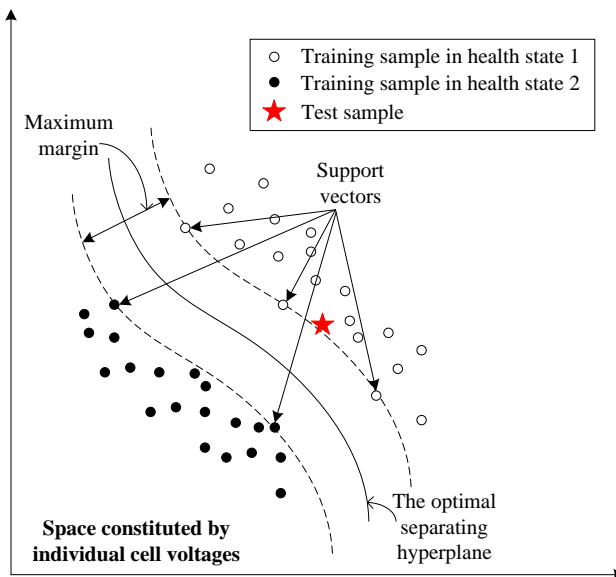 Training sample in health state 1
Training sample in health state 2
Test sample
Maximum
margin
Support
vectors
The optimal
separating
hyperplane
Space constituted by
individual cell voltages